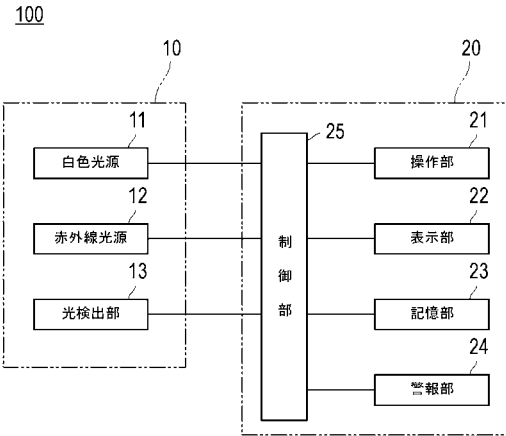 100
10
20
11
白色光源
12
赤外線光源
13
光検出部
25
制御部
21
操作部
22
表示部
23
記憶部
24
警報部